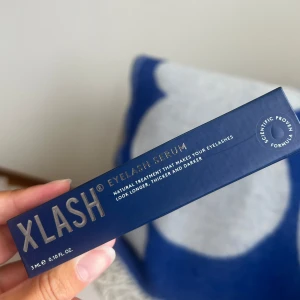 XLASH®
EYELASH SERUM
NATURAL TREATMENT THAT MAKES YOUR EYELASHES
LOOK LONGER, THICKER AND DARKER
3 ML ℮ 0,10 FL.OZ.
SCIENTIFIC PROVEN FORMULA